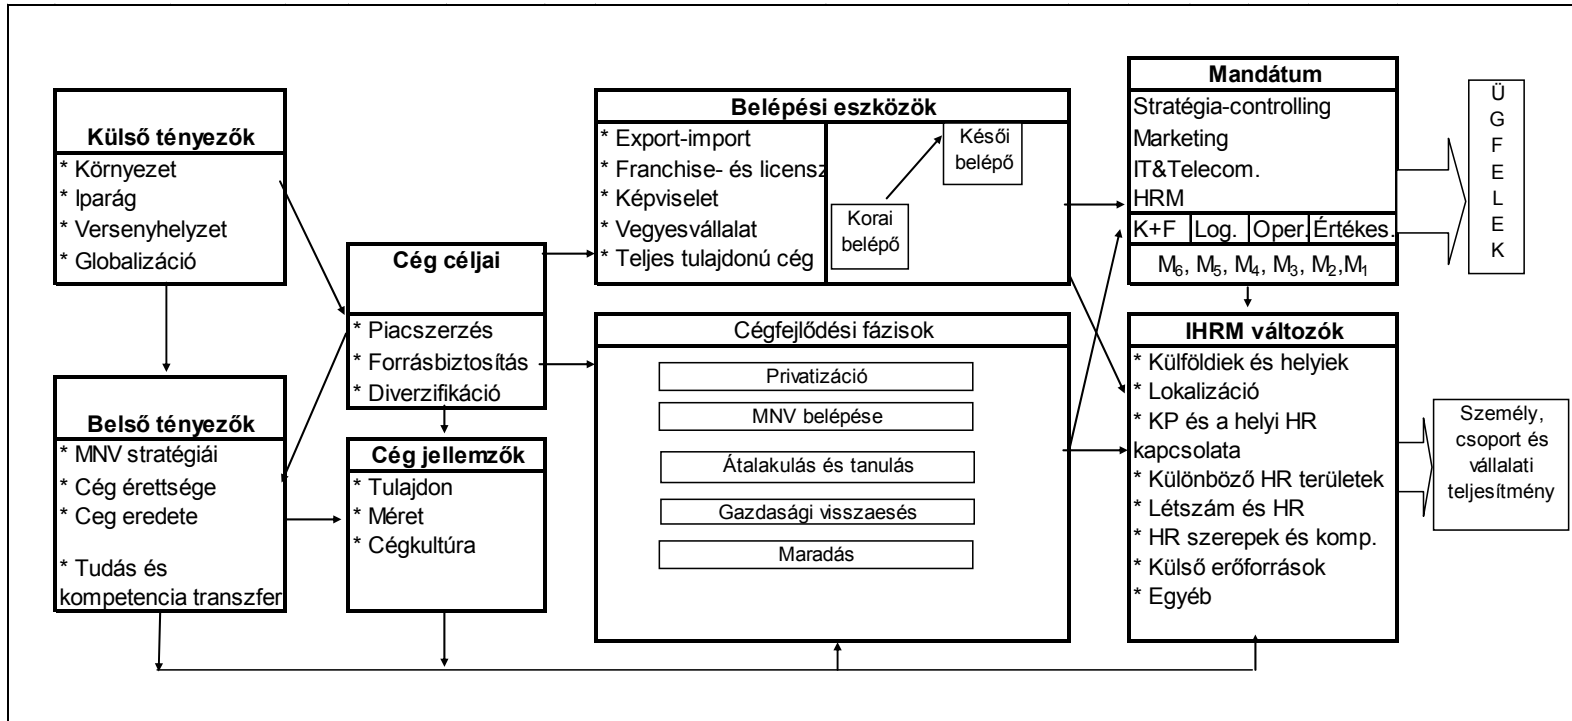 Külső tényezők
* Környezet
* Iparág
* Versenyhelyzet
* Globalizáció
Belső tényezők
* MNV stratégiái
* Cég érettsége
* Ceg eredete
* Tudás és
kompetencia transzfer
Cég céljai
* Piacszerzés
* Forrásbiztosítás
* Diverzifikáció
Cég jellemzők
* Tulajdon
* Méret
* Cégkultúra
Belépési eszközök
* Export-import
* Franchise- és licensz
* Képviselet
* Vegyesvállalat
* Teljes tulajdonú cég
Korai
belépő
Késői
belépő
Cégfejlődési fázisok
Privatizáció
MNV belépése
Átalakulás és tanulás
Gazdasági visszaesés
Maradás
Mandátum
Stratégia-controlling
Marketing
IT&Telecom.
HRM
K+F Log. Oper. Értékes.
M₆, M₅, M₄, M₃, M₂,M₁
IHRM változók
* Külföldiek és helyiek
* Lokalizáció
* KP és a helyi HR
kapcsolata
* Különböző HR területek
* Létszám és HR
* HR szerepek és komp.
* Külső erőforrások
* Egyéb
Ü
G
F
E
L
E
K
Személy,
csoport és
vállalati
teljesítmény